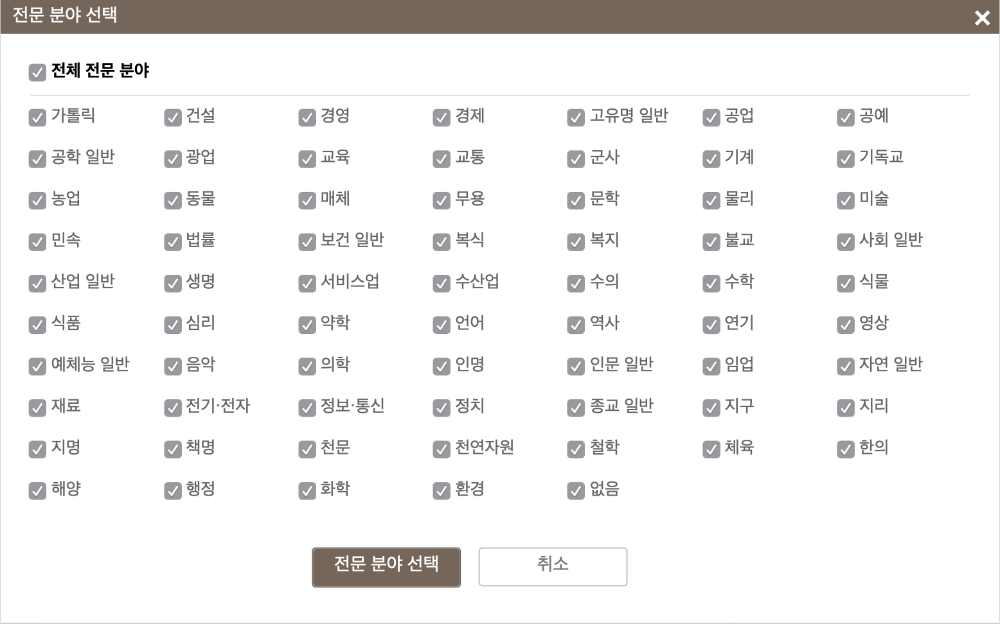 전문 분야 선택
전체 전문 분야
가톨릭 건설 경영 경제 고유명 일반 공업 공예
공학 일반 광업 교육 교통 군사 기계 기독교
농업 동물 매체 무용 문학 물리 미술
민속 법률 보건 일반 복식 복지 불교 사회 일반
산업 일반 생명 서비스업 수산업 수의 수학 식물
식품 심리 약학 언어 역사 연기 영상
예체능 일반 음악 의학 인명 인문 일반 임업 자연 일반
재료 전기·전자 정보·통신 정치 종교 일반 지구 지리
지명 책명 천문 천연자원 철학 체육 한의
해양 행정 화학 환경 없음
전문 분야 선택 취소